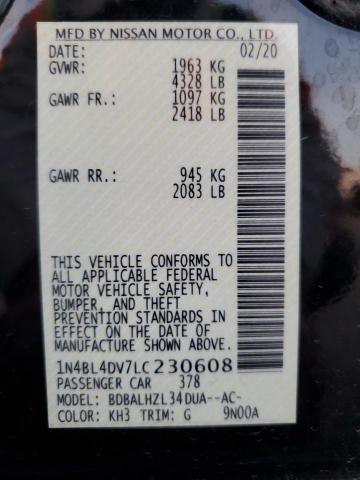 MFD BY NISSAN MOTOR CO., LTD.
DATE: 02/20
GVWR: 1963 KG
4328 LB
GAWR FR.: 1097 KG
2418 LB
GAWR RR.: 945 KG
2083 LB
THIS VEHICLE CONFORMS TO
ALL APPLICABLE FEDERAL
MOTOR VEHICLE SAFETY,
BUMPER, AND THEFT
PREVENTION STANDARDS IN
EFFECT ON THE DATE OF
MANUFACTURE SHOWN ABOVE.
1N4BL4DV7LC230608
PASSENGER CAR 378
MODEL: BDBALHZL34DUA--AC-
COLOR: KH3 TRIM: G 9N00A